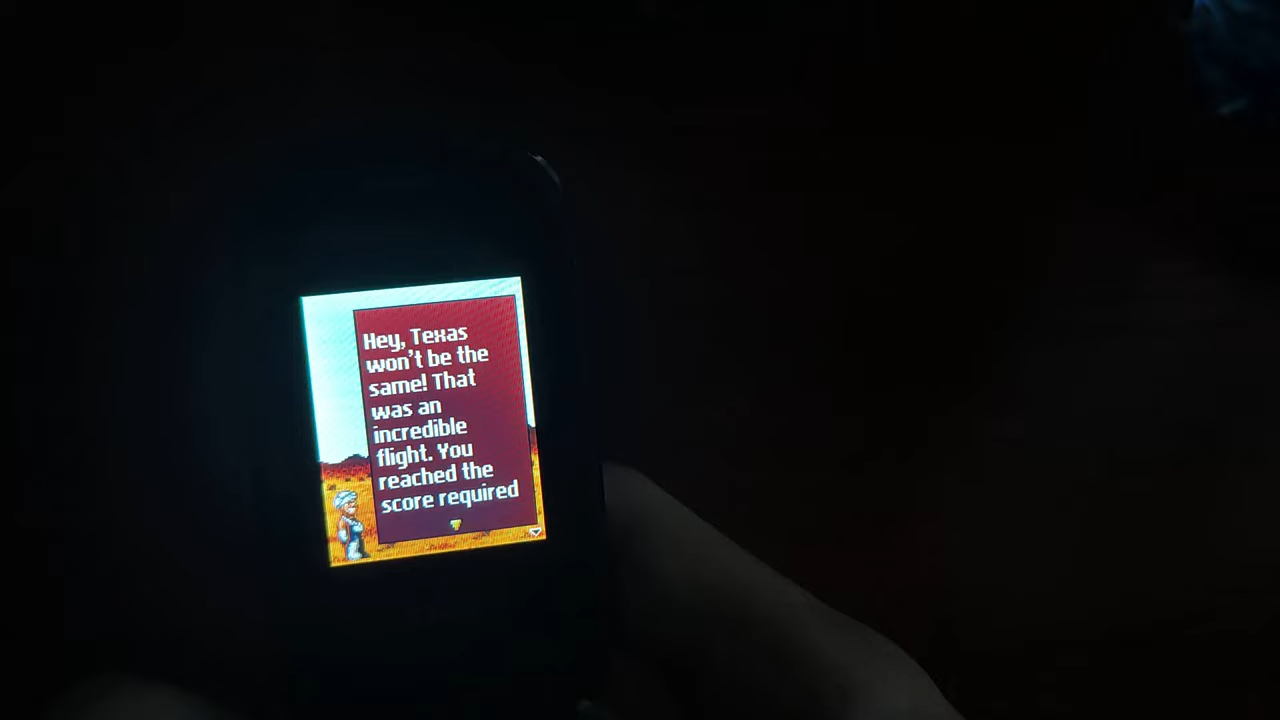 Hey, Texas
won't be the
same! That
was an
incredible
flight. You
reached the
score required